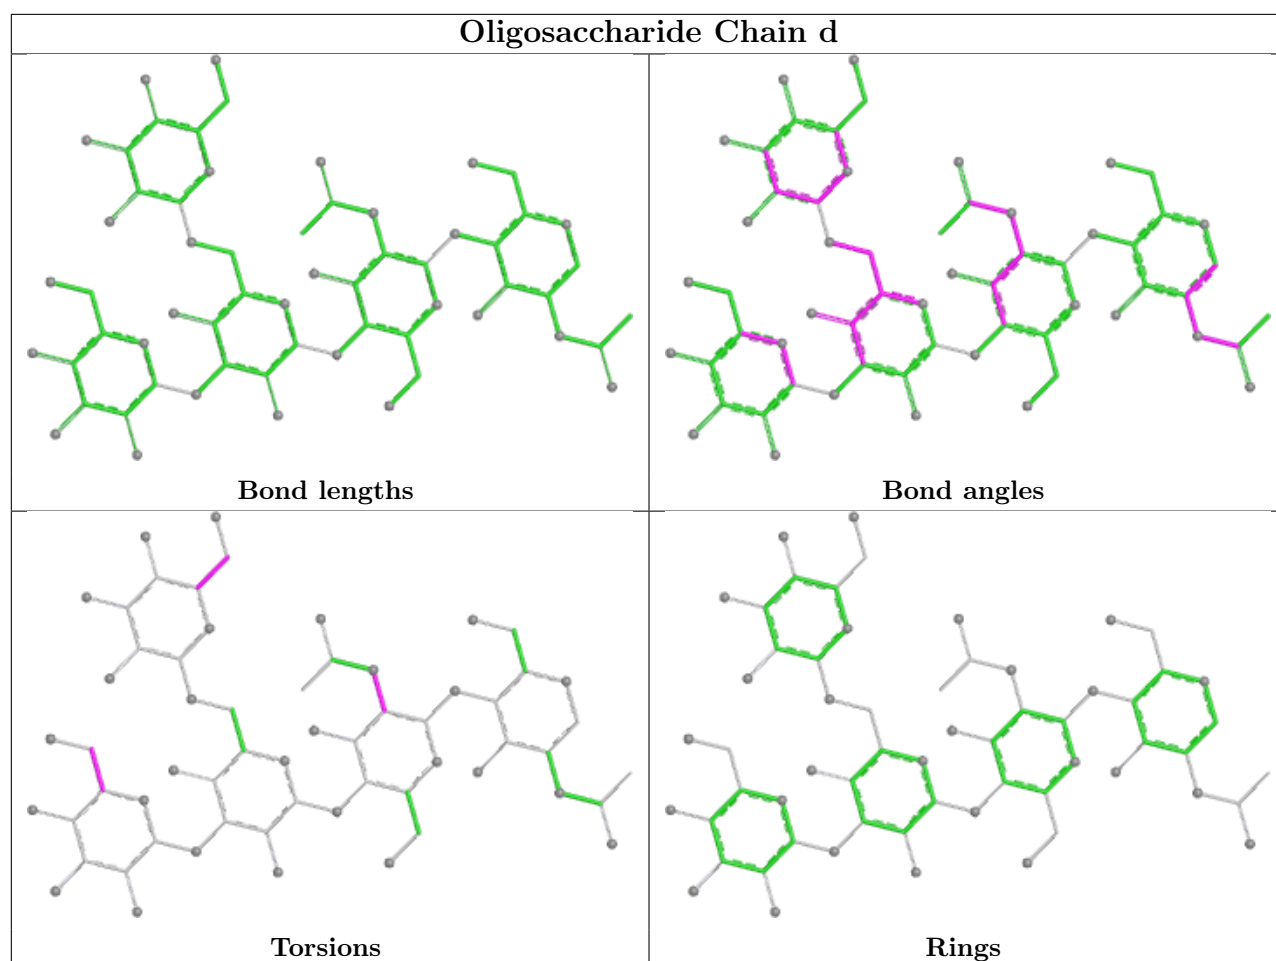 Oligosaccharide Chain d
Bond lengths
Bond angles
Torsions
Rings